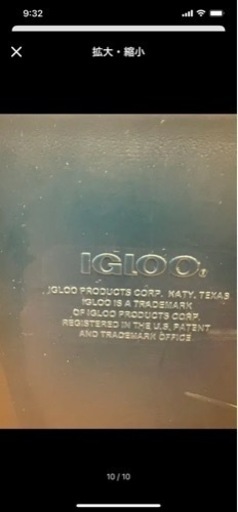 9:32
拡大・縮小
IGLOO®
IGLOO PRODUCTS CORP. KATY, TEXAS
IGLOO IS A TRADEMARK
OF IGLOO PRODUCTS CORP.
REGISTERED IN THE U.S. PATENT
AND TRADEMARK OFFICE
10 / 10